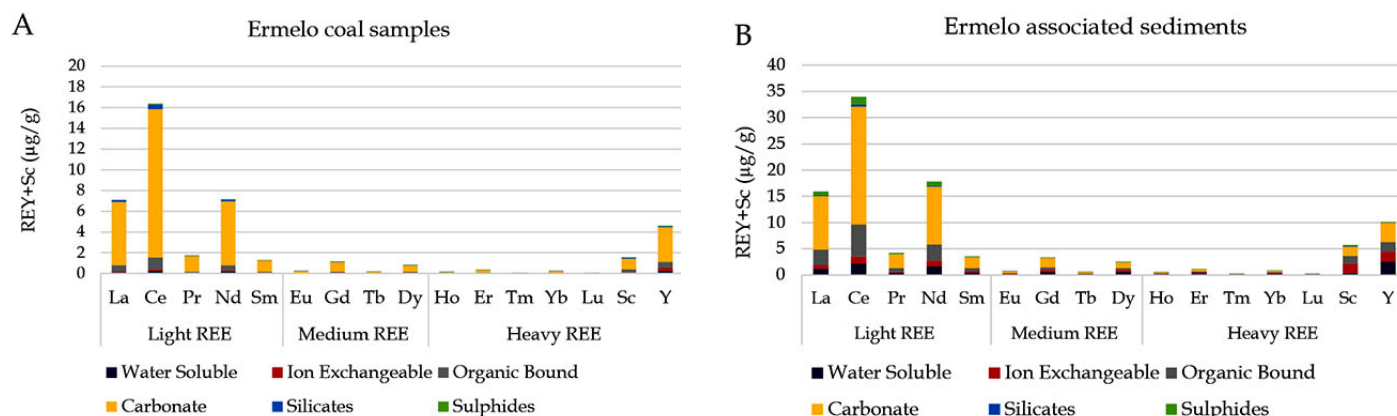 A
Ermelo coal samples
REY+Sc (µg/g)
20
18
16
14
12
10
8
6
4
2
0
La Ce Pr Nd Sm Eu Gd Tb Dy Ho Er Tm Yb Lu Sc Y
Light REE Medium REE Heavy REE
Water Soluble Ion Exchangeable Organic Bound
Carbonate Silicates Sulphides
B
Ermelo associated sediments
REY+Sc (µg/g)
40
35
30
25
20
15
10
5
0
La Ce Pr Nd Sm Eu Gd Tb Dy Ho Er Tm Yb Lu Sc Y
Light REE Medium REE Heavy REE
Water Soluble Ion Exchangeable Organic Bound
Carbonate Silicates Sulphides